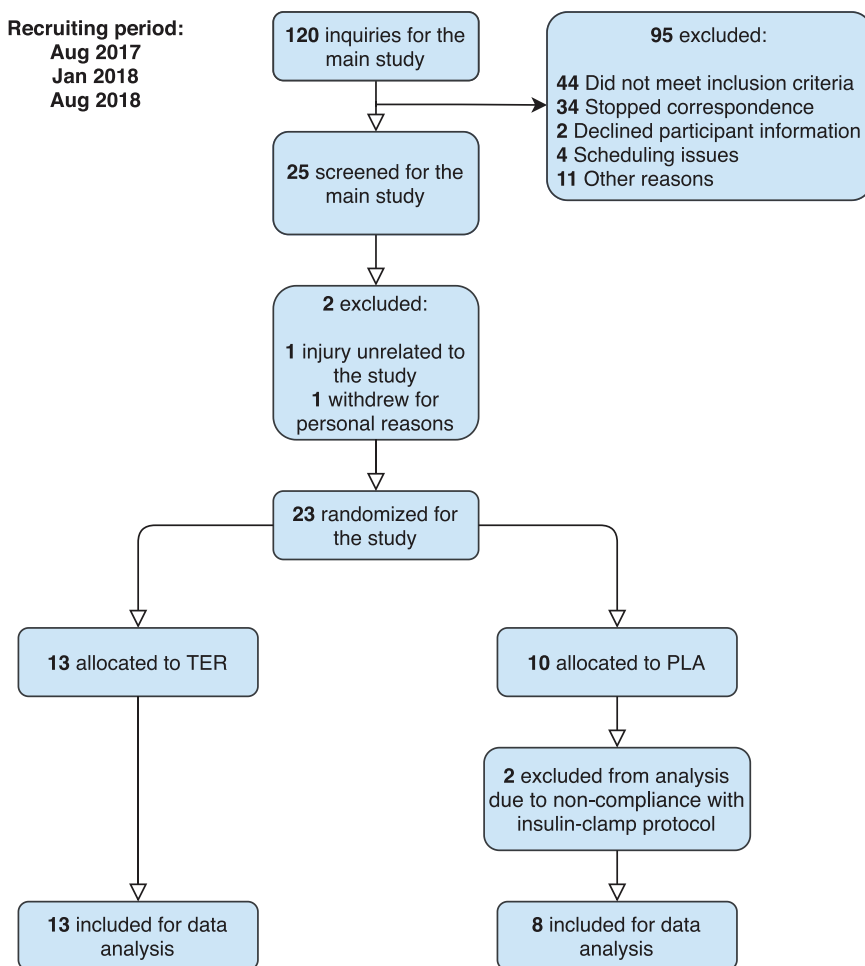 Recruiting period:
Aug 2017
Jan 2018
Aug 2018
120 inquiries for the
main study
95 excluded:
44 Did not meet inclusion criteria
34 Stopped correspondence
2 Declined participant information
4 Scheduling issues
11 Other reasons
25 screened for the
main study
2 excluded:
1 injury unrelated to
the study
1 withdrew for
personal reasons
23 randomized for
the study
13 allocated to TER
10 allocated to PLA
2 excluded from analysis
due to non-compliance with
insulin-clamp protocol
13 included for data
analysis
8 included for data
analysis